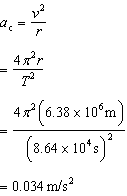 a_c = v²/r
= 4π²r/T²
= 4π²(6.38 × 10⁶ m)/(8.64 × 10⁴ s)²
= 0.034 m/s²